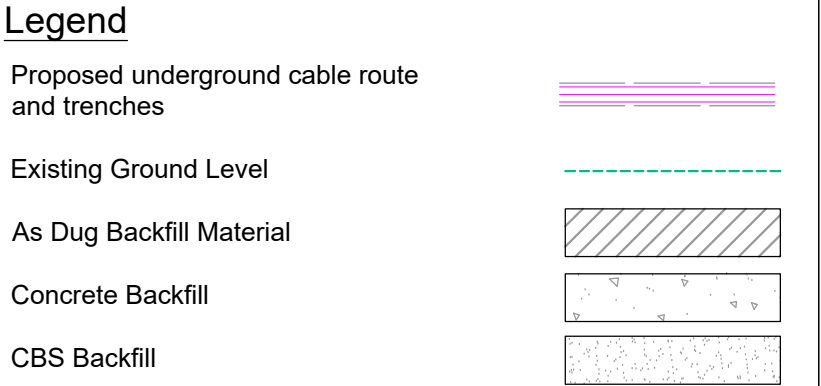 Legend
Proposed underground cable route
and trenches
Existing Ground Level
As Dug Backfill Material
Concrete Backfill
CBS Backfill